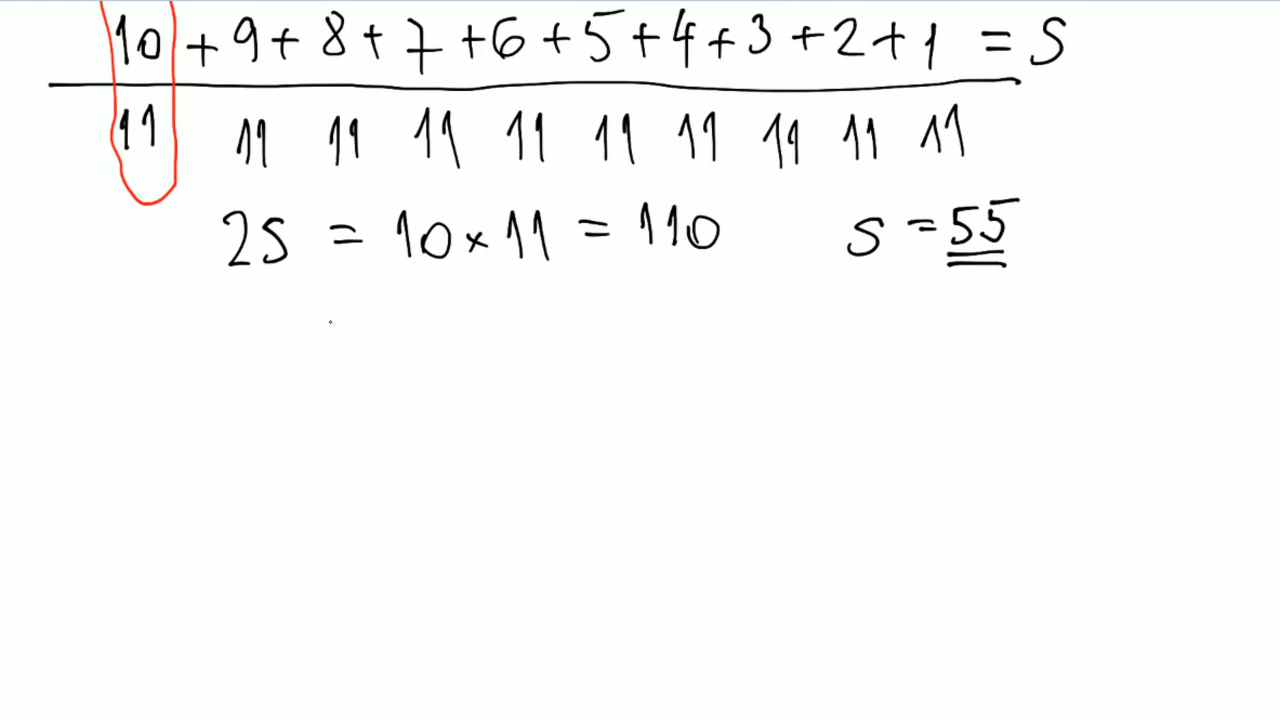 10 + 9 + 8 + 7 + 6 + 5 + 4 + 3 + 2 + 1 = S
11 11 11 11 11 11 11 11 11 11
2S = 10 × 11 = 110 S = 55